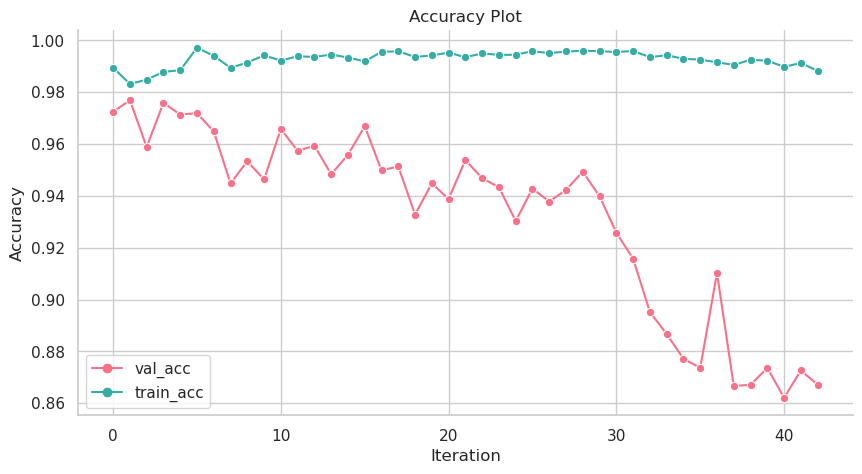 Accuracy Plot
1.00
0.98
0.96
0.94
0.92
0.90
0.88
0.86
Accuracy
val_acc
train_acc
0 10 20 30 40
Iteration